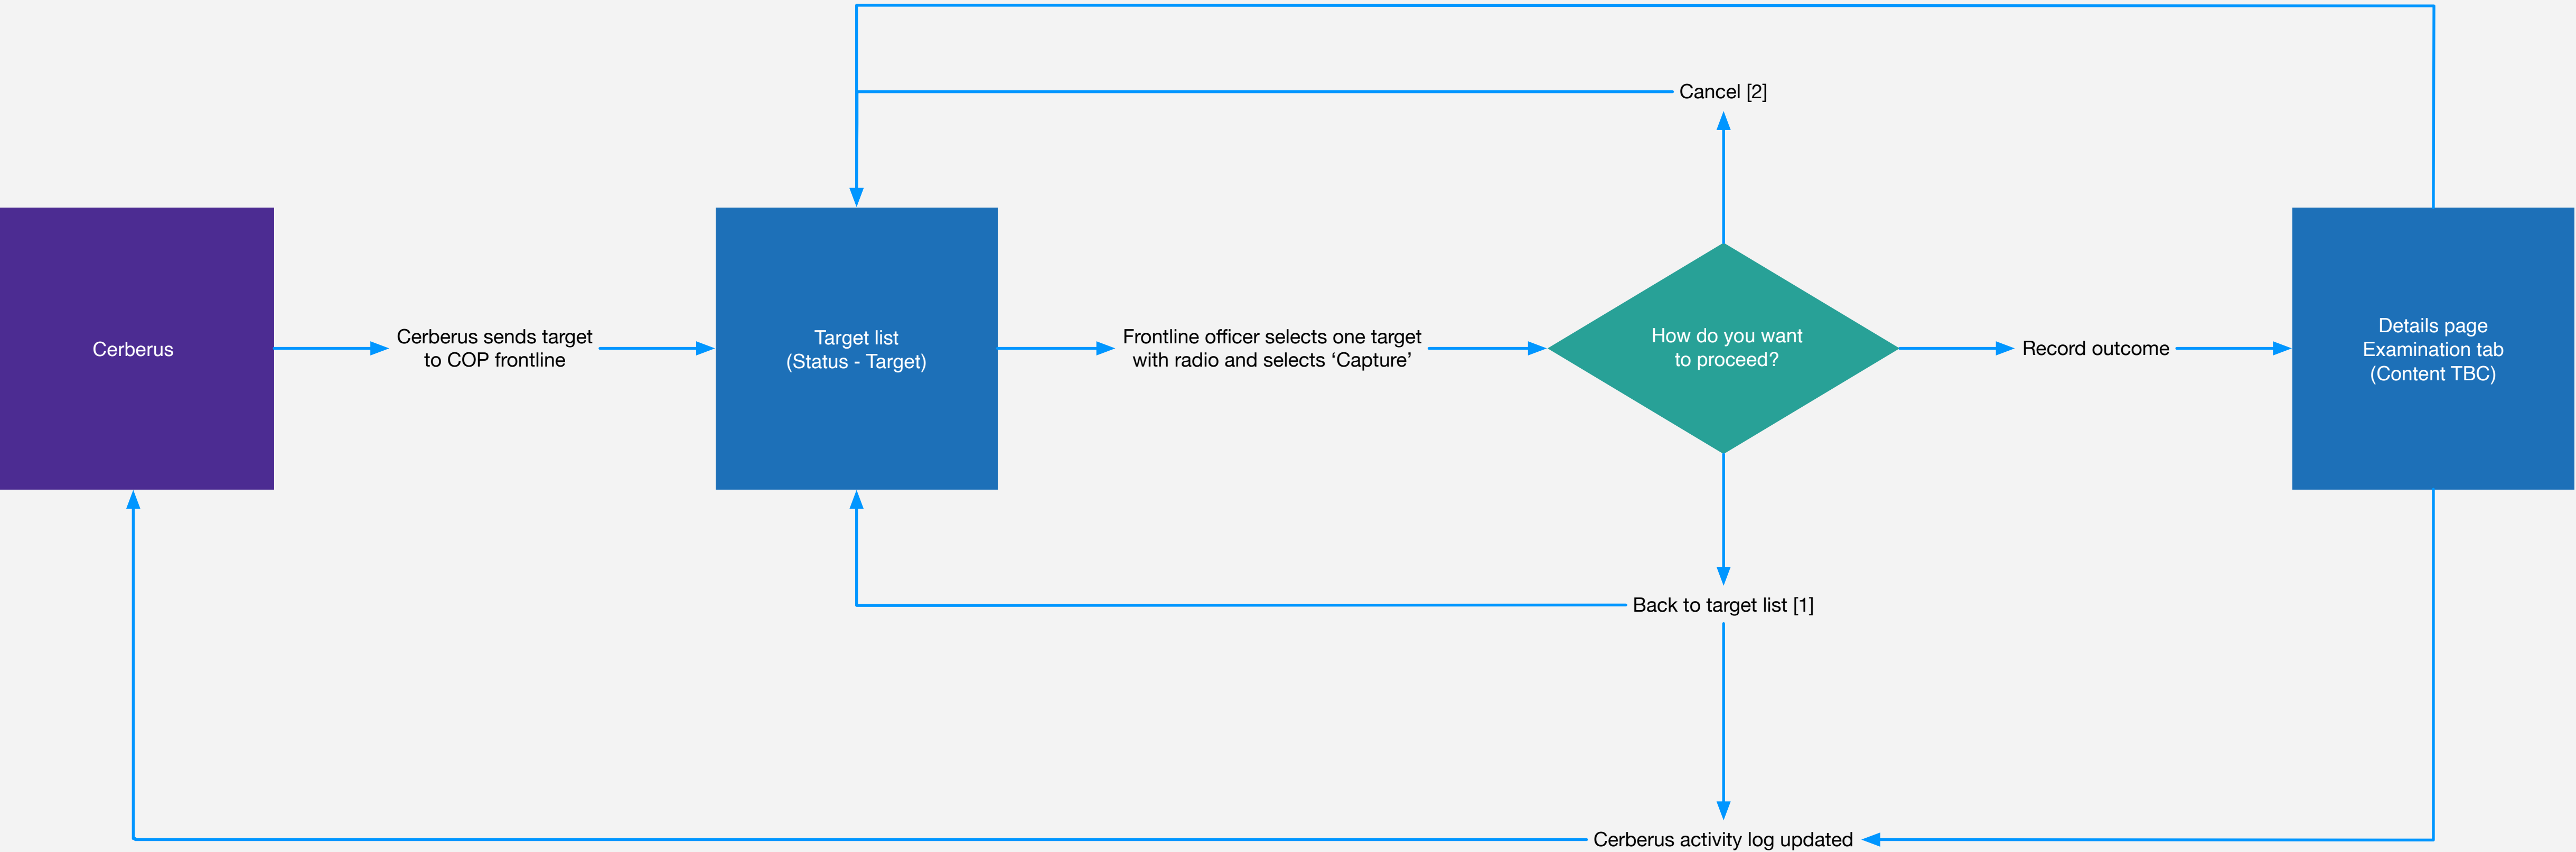 Cancel [2]
Cerberus
Cerberus sends target
to COP frontline
Target list
(Status - Target)
Frontline officer selects one target
with radio and selects ‘Capture’
How do you want
to proceed?
Record outcome
Details page
Examination tab
(Content TBC)
Back to target list [1]
Cerberus activity log updated